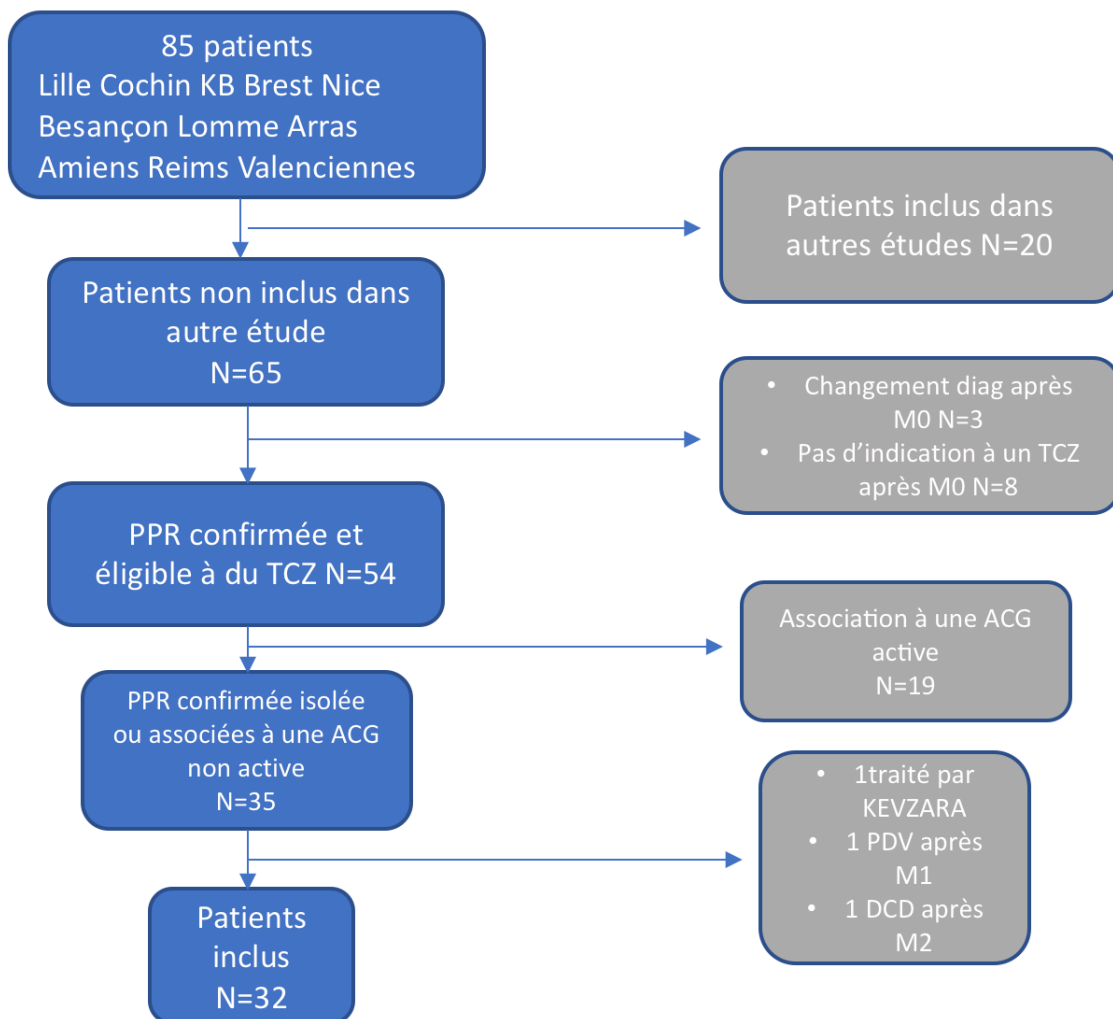 85 patients
Lille Cochin KB Brest Nice
Besançon Lomme Arras
Amiens Reims Valenciennes
Patients inclus dans
autres études N=20
Patients non inclus dans
autre étude
N=65
• Changement diag après
M0 N=3
• Pas d’indication à un TCZ
après M0 N=8
PPR confirmée et
éligible à du TCZ N=54
Association à une ACG
active
N=19
PPR confirmée isolée
ou associées à une ACG
non active
N=35
• 1traité par
KEVZARA
• 1 PDV après
M1
• 1 DCD après
M2
Patients
inclus
N=32